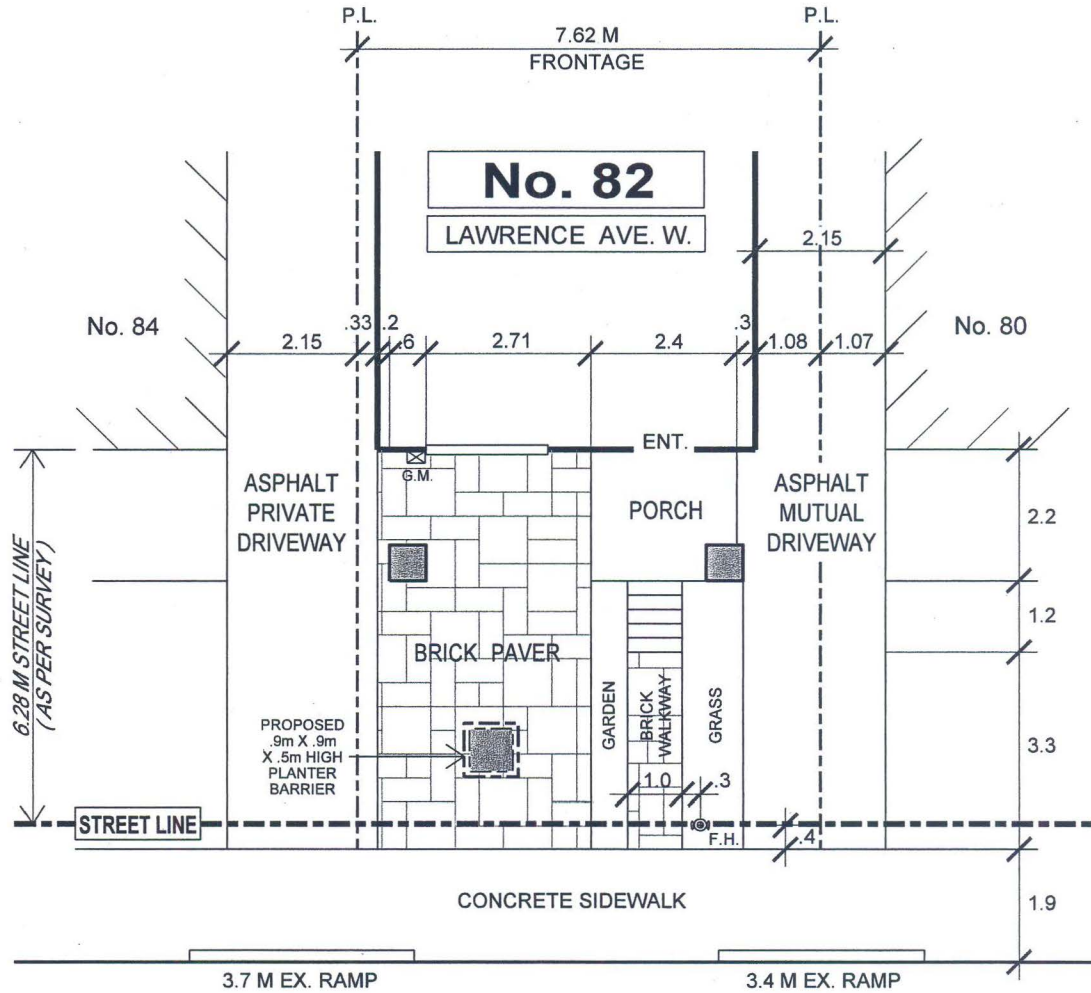 P.L.
P.L.
7.62 M
FRONTAGE
No. 82
LAWRENCE AVE. W.
2.15
No. 84
.33
.2
.3
No. 80
2.15
.6
2.71
2.4
1.08
1.07
ENT.
G.M.
ASPHALT
PRIVATE
DRIVEWAY
PORCH
ASPHALT
MUTUAL
DRIVEWAY
2.2
6.28 M STREET LINE
(AS PER SURVEY)
1.2
BRICK PAVER
GARDEN
BRICK
WALKWAY
GRASS
PROPOSED
.9m X .9m
X .5m HIGH
PLANTER
BARRIER
3.3
1.0
.3
STREET LINE
F.H.
.4
CONCRETE SIDEWALK
1.9
3.7 M EX. RAMP
3.4 M EX. RAMP